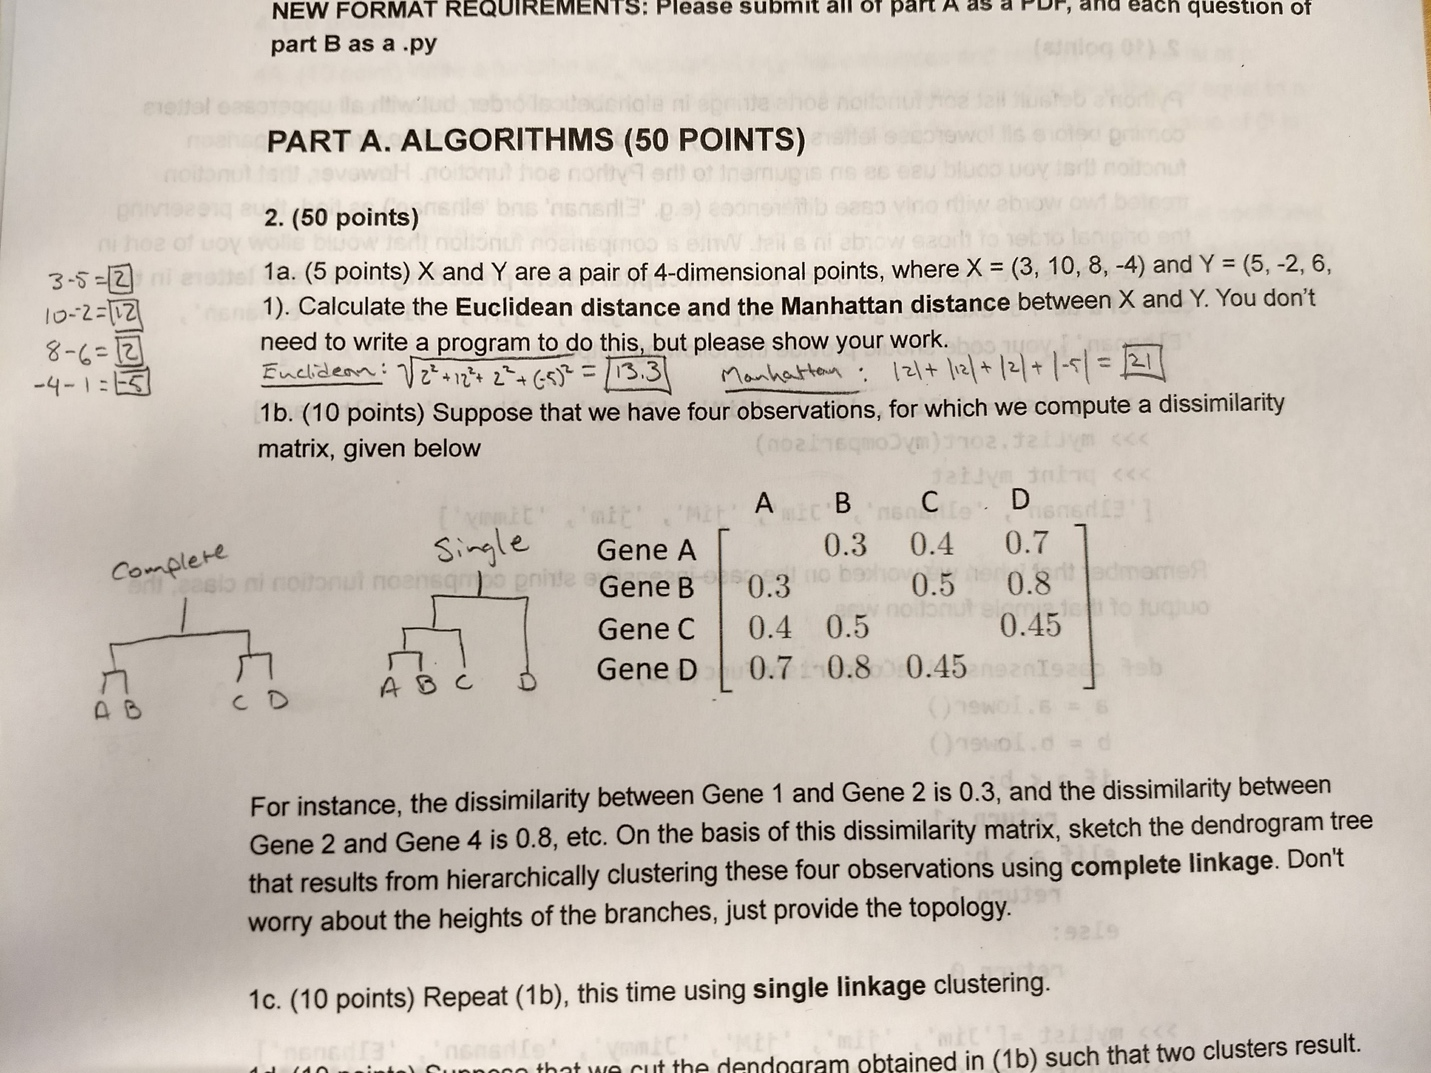 NEW FORMAT REQUIREMENTS: Please submit all of part A as a PDF, and each question of
part B as a .py
PART A. ALGORITHMS (50 POINTS)
2. (50 points)
1a. (5 points) X and Y are a pair of 4-dimensional points, where X = (3, 10, 8, -4) and Y = (5, -2, 6,
1). Calculate the Euclidean distance and the Manhattan distance between X and Y. You don't
need to write a program to do this, but please show your work.
3-5=2
10-2=12
8-6=2
-4-1=-5
Euclidean: √2²+12²+2²+(-5)² = 13.3 Manhattan: |2|+|12|+|2|+|-5| = 21
1b. (10 points) Suppose that we have four observations, for which we compute a dissimilarity
matrix, given below
A B C D
Gene A 0.3 0.4 0.7
Gene B 0.3 0.5 0.8
Gene C 0.4 0.5 0.45
Gene D 0.7 0.8 0.45
Complete
A B C D
Single
A B C D
For instance, the dissimilarity between Gene 1 and Gene 2 is 0.3, and the dissimilarity between
Gene 2 and Gene 4 is 0.8, etc. On the basis of this dissimilarity matrix, sketch the dendrogram tree
that results from hierarchically clustering these four observations using complete linkage. Don't
worry about the heights of the branches, just provide the topology.
1c. (10 points) Repeat (1b), this time using single linkage clustering.
1d. (10 points) Suppose that we cut the dendogram obtained in (1b) such that two clusters result.